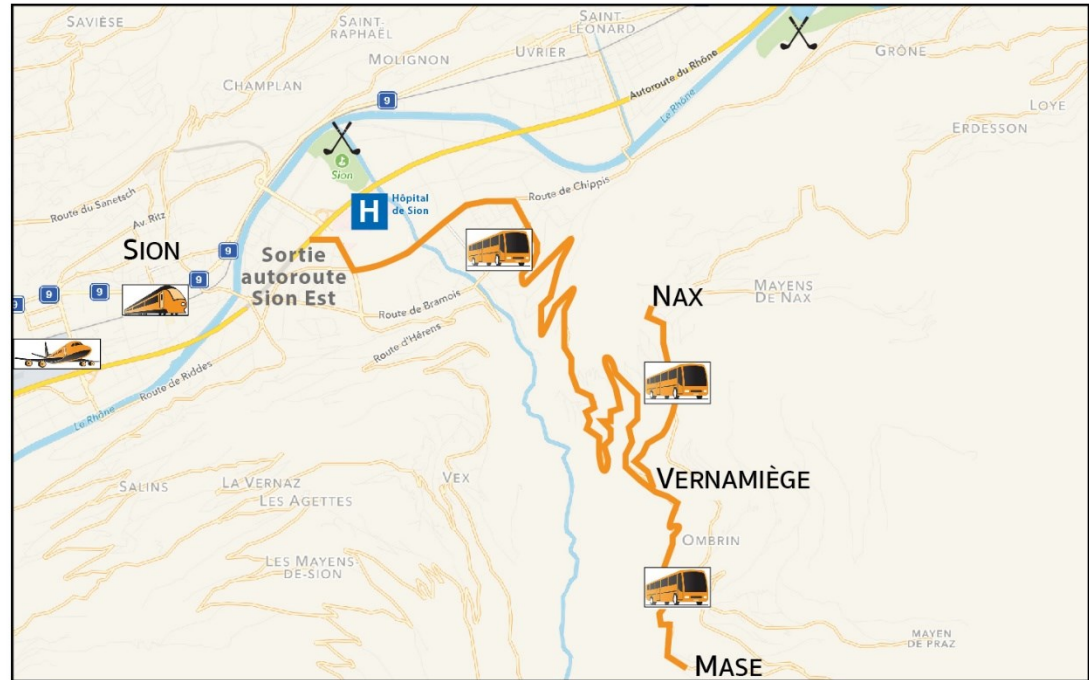 SAVIÈSE
SAINT-
RAPHAËL
MOLIGNON
CHAMPLAN
UVRIER
SAINT
LÉONARD
GRÔNE
LOYE
ERDESSON
Autoroute du Rhône
Le Rhône
9
Sion
H
Hôpital
de Sion
Route de Chippis
Route du Sanetsch
Av. Ritz
SION
9
9
9
9
9
Sortie
autoroute
Sion Est
Route de Bramois
Route d'Hérens
Route de Riddes
Le Rhône
NAX
MAYENS
DE NAX
VERNAMIÈGE
SALINS
LA VERNAZ
LES AGETTES
VEX
LES MAYENS-
DE-SION
OMBRIN
MAYEN
DE PRAZ
MASE